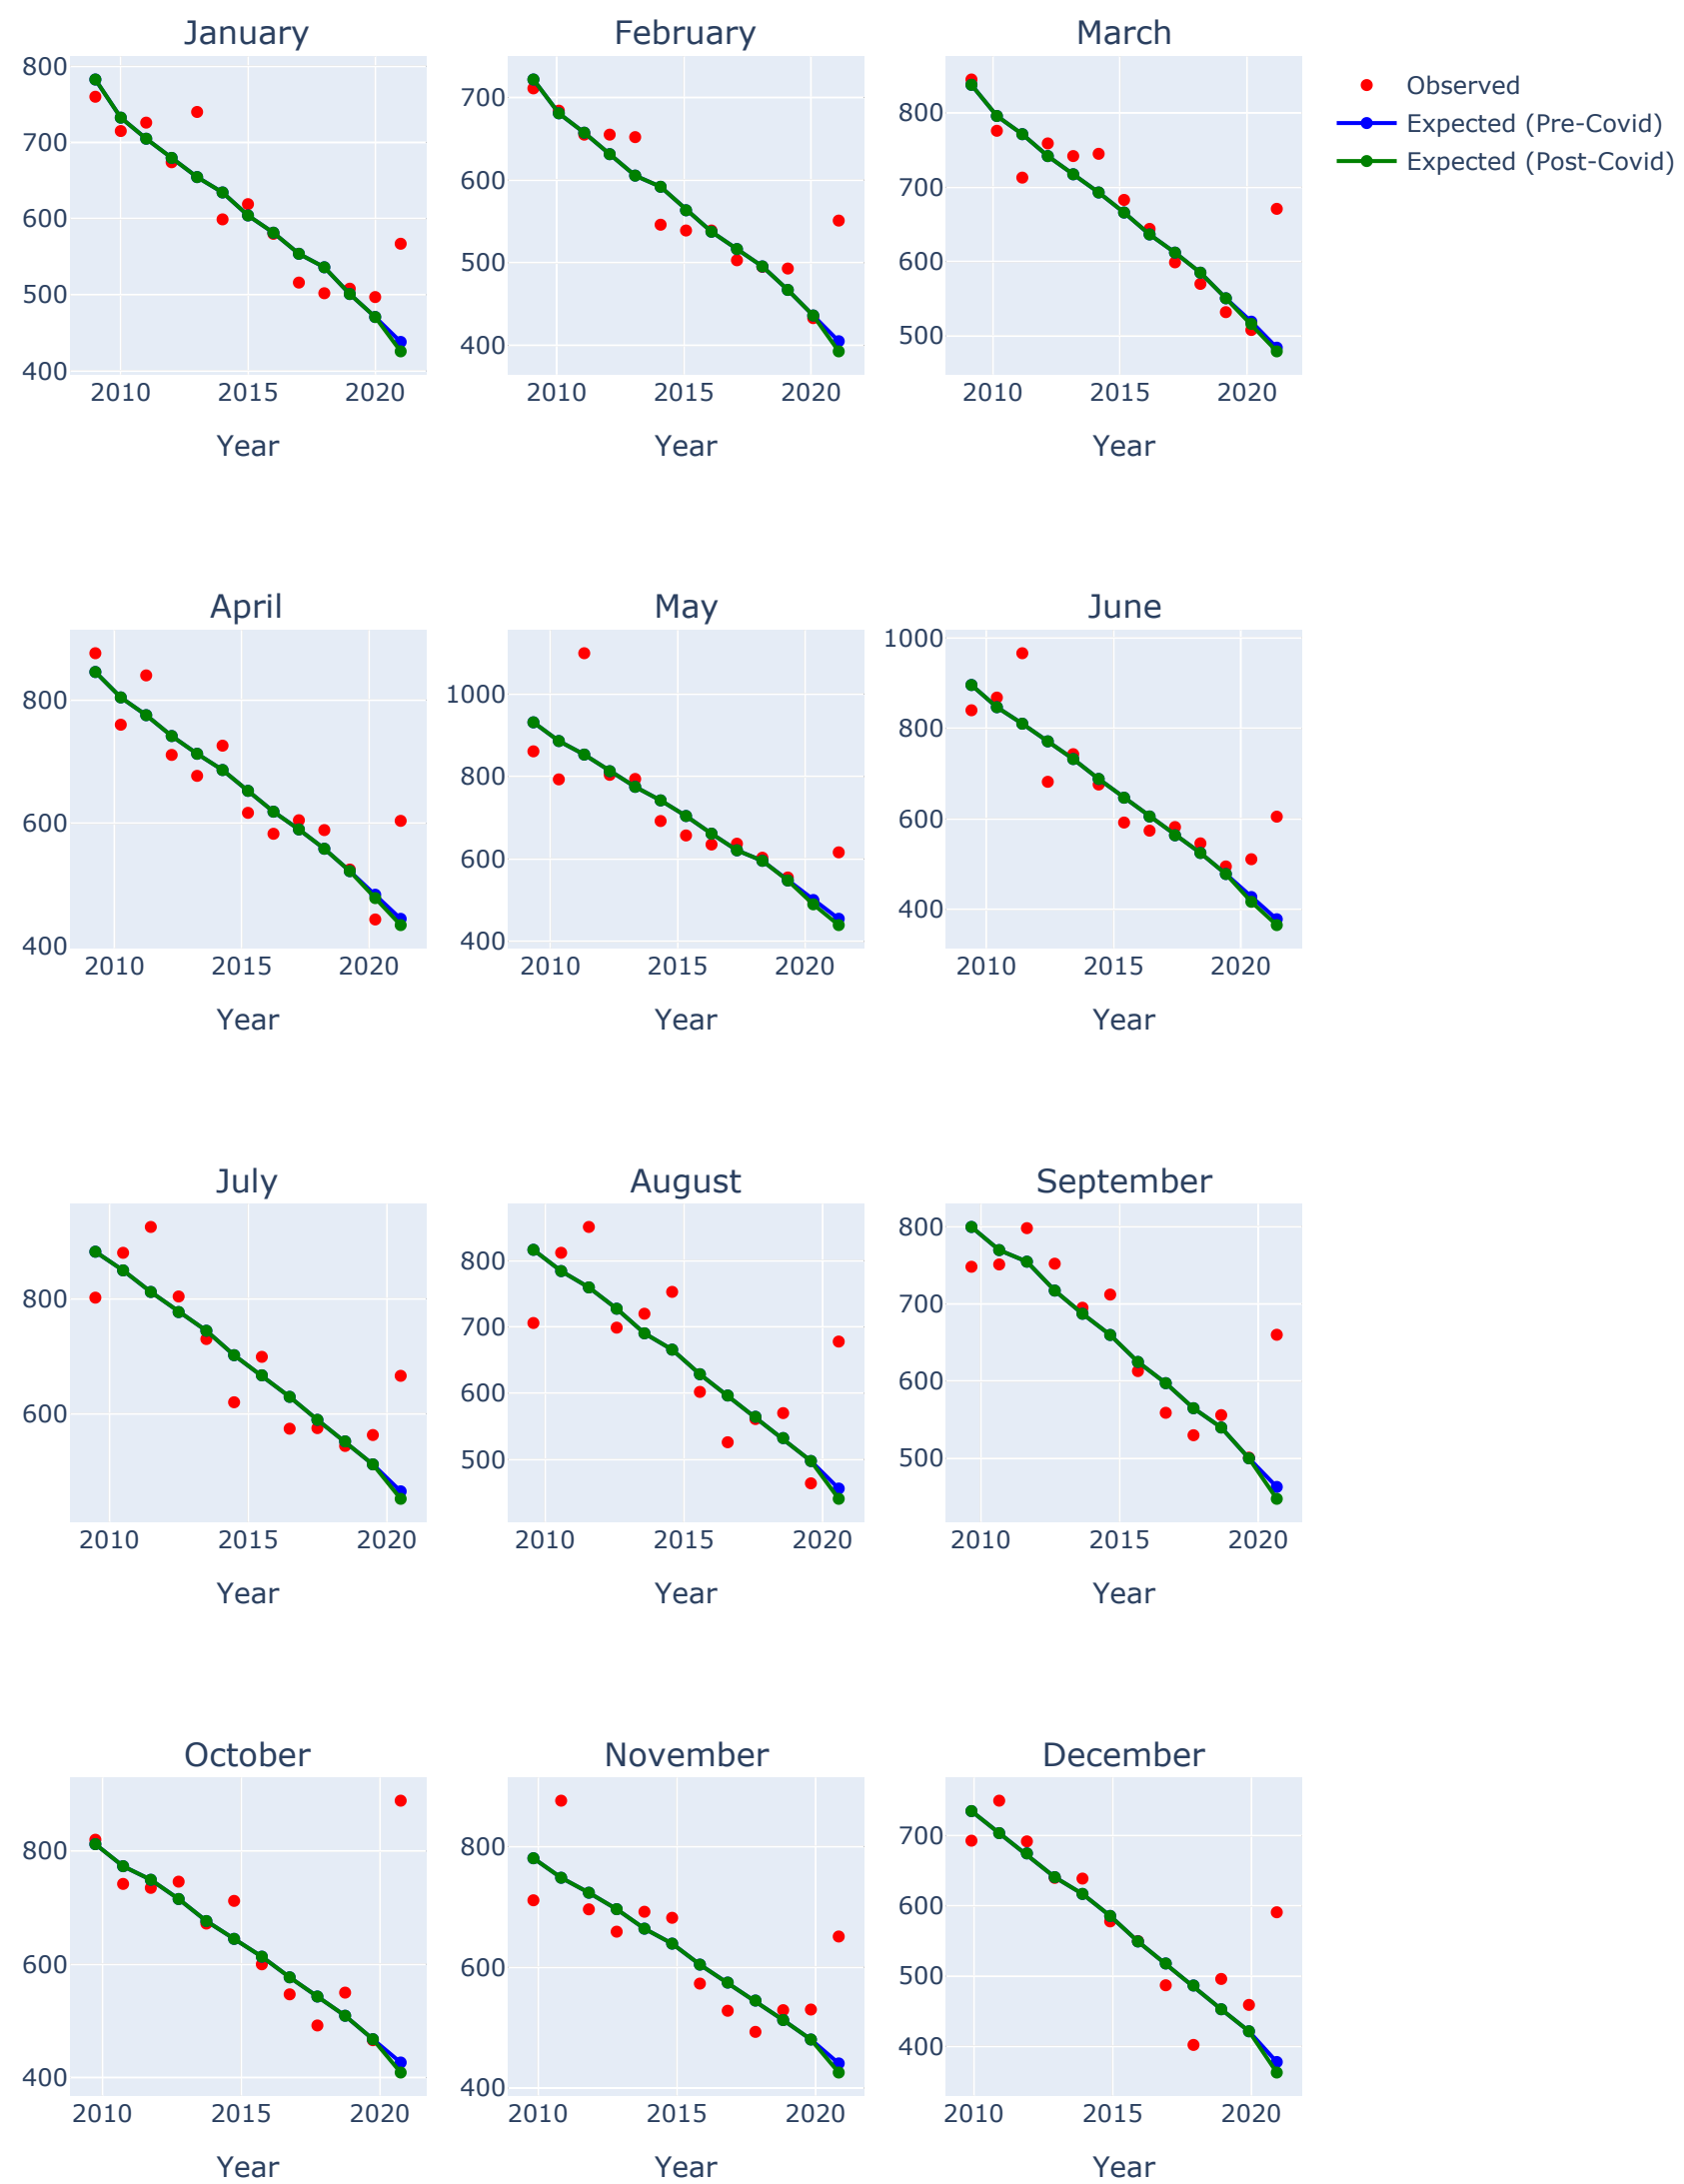 January
February
March
800
700
600
500
400
2010
2015
2020
Year
700
600
500
400
2010
2015
2020
Year
800
700
600
500
2010
2015
2020
Year
Observed
Expected (Pre-Covid)
Expected (Post-Covid)
April
May
June
800
600
400
2010
2015
2020
Year
1000
800
600
400
2010
2015
2020
Year
1000
800
600
400
2010
2015
2020
Year
July
August
September
800
600
2010
2015
2020
Year
800
700
600
500
2010
2015
2020
Year
800
700
600
500
2010
2015
2020
Year
October
November
December
800
600
400
2010
2015
2020
Year
800
600
400
2010
2015
2020
Year
700
600
500
400
2010
2015
2020
Year